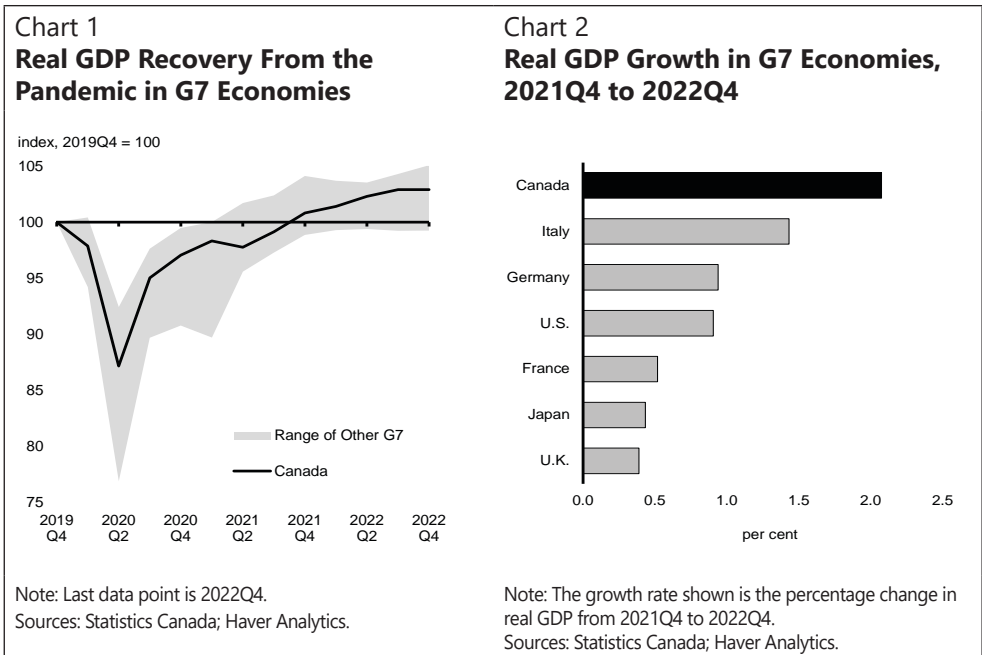 Chart 1
Real GDP Recovery From the
Pandemic in G7 Economies
index, 2019Q4 = 100
105
100
95
90
85
80
75
Range of Other G7
Canada
2019 2020 2020 2021 2021 2022 2022
Q4 Q2 Q4 Q2 Q4 Q2 Q4
Note: Last data point is 2022Q4.
Sources: Statistics Canada; Haver Analytics.
Chart 2
Real GDP Growth in G7 Economies,
2021Q4 to 2022Q4
Canada
Italy
Germany
U.S.
France
Japan
U.K.
0.0 0.5 1.0 1.5 2.0 2.5
per cent
Note: The growth rate shown is the percentage change in
real GDP from 2021Q4 to 2022Q4.
Sources: Statistics Canada; Haver Analytics.